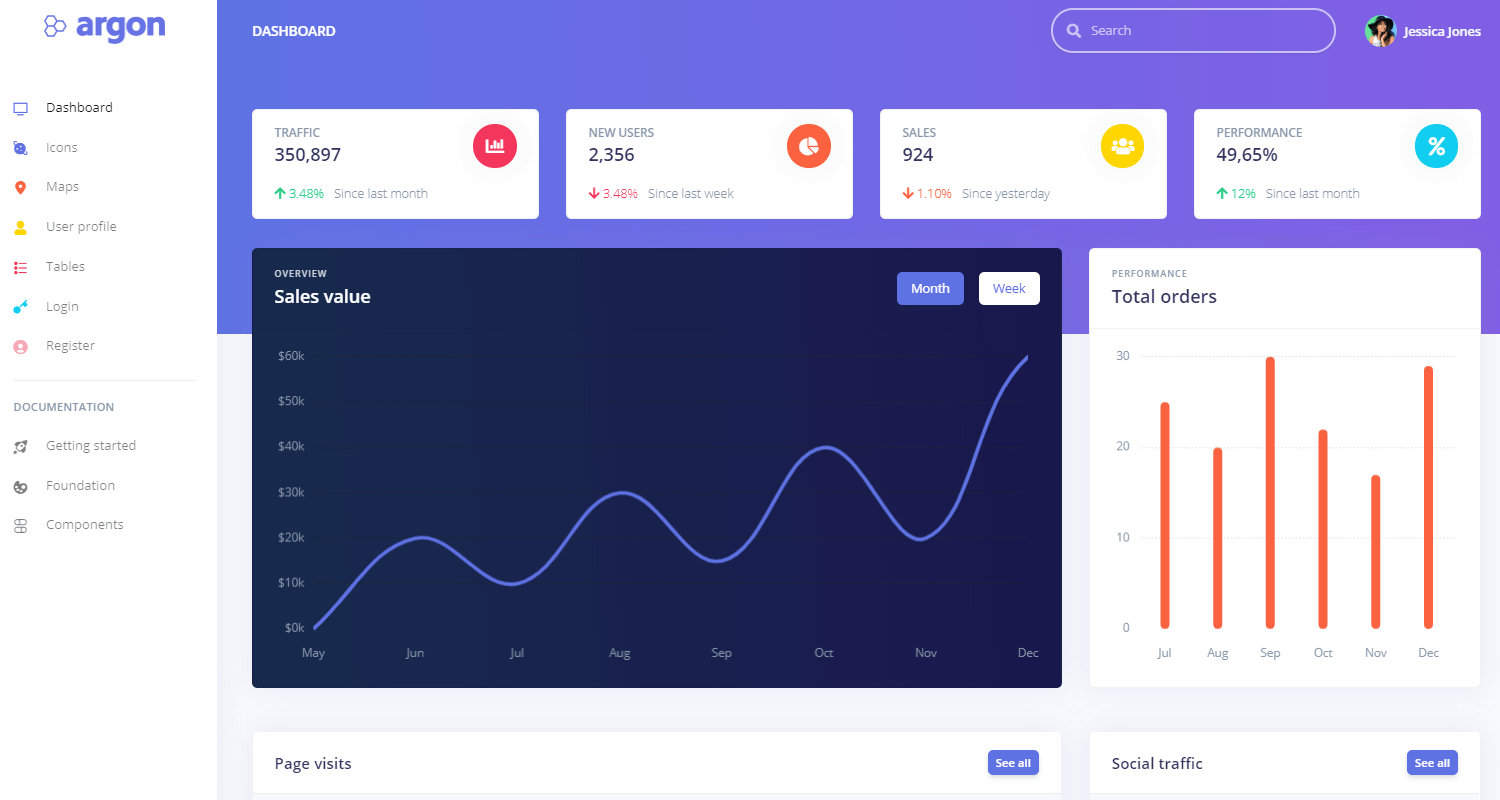 argon
Dashboard
Icons
Maps
User profile
Tables
Login
Register
DOCUMENTATION
Getting started
Foundation
Components
DASHBOARD
Search
Jessica Jones
TRAFFIC
350,897
3.48% Since last month
NEW USERS
2,356
3.48% Since last week
SALES
924
1.10% Since yesterday
PERFORMANCE
49,65%
12% Since last month
OVERVIEW
Sales value
Month
Week
$60k
$50k
$40k
$30k
$20k
$10k
$0k
May Jun Jul Aug Sep Oct Nov Dec
PERFORMANCE
Total orders
30
20
10
0
Jul Aug Sep Oct Nov Dec
Page visits
See all
Social traffic
See all